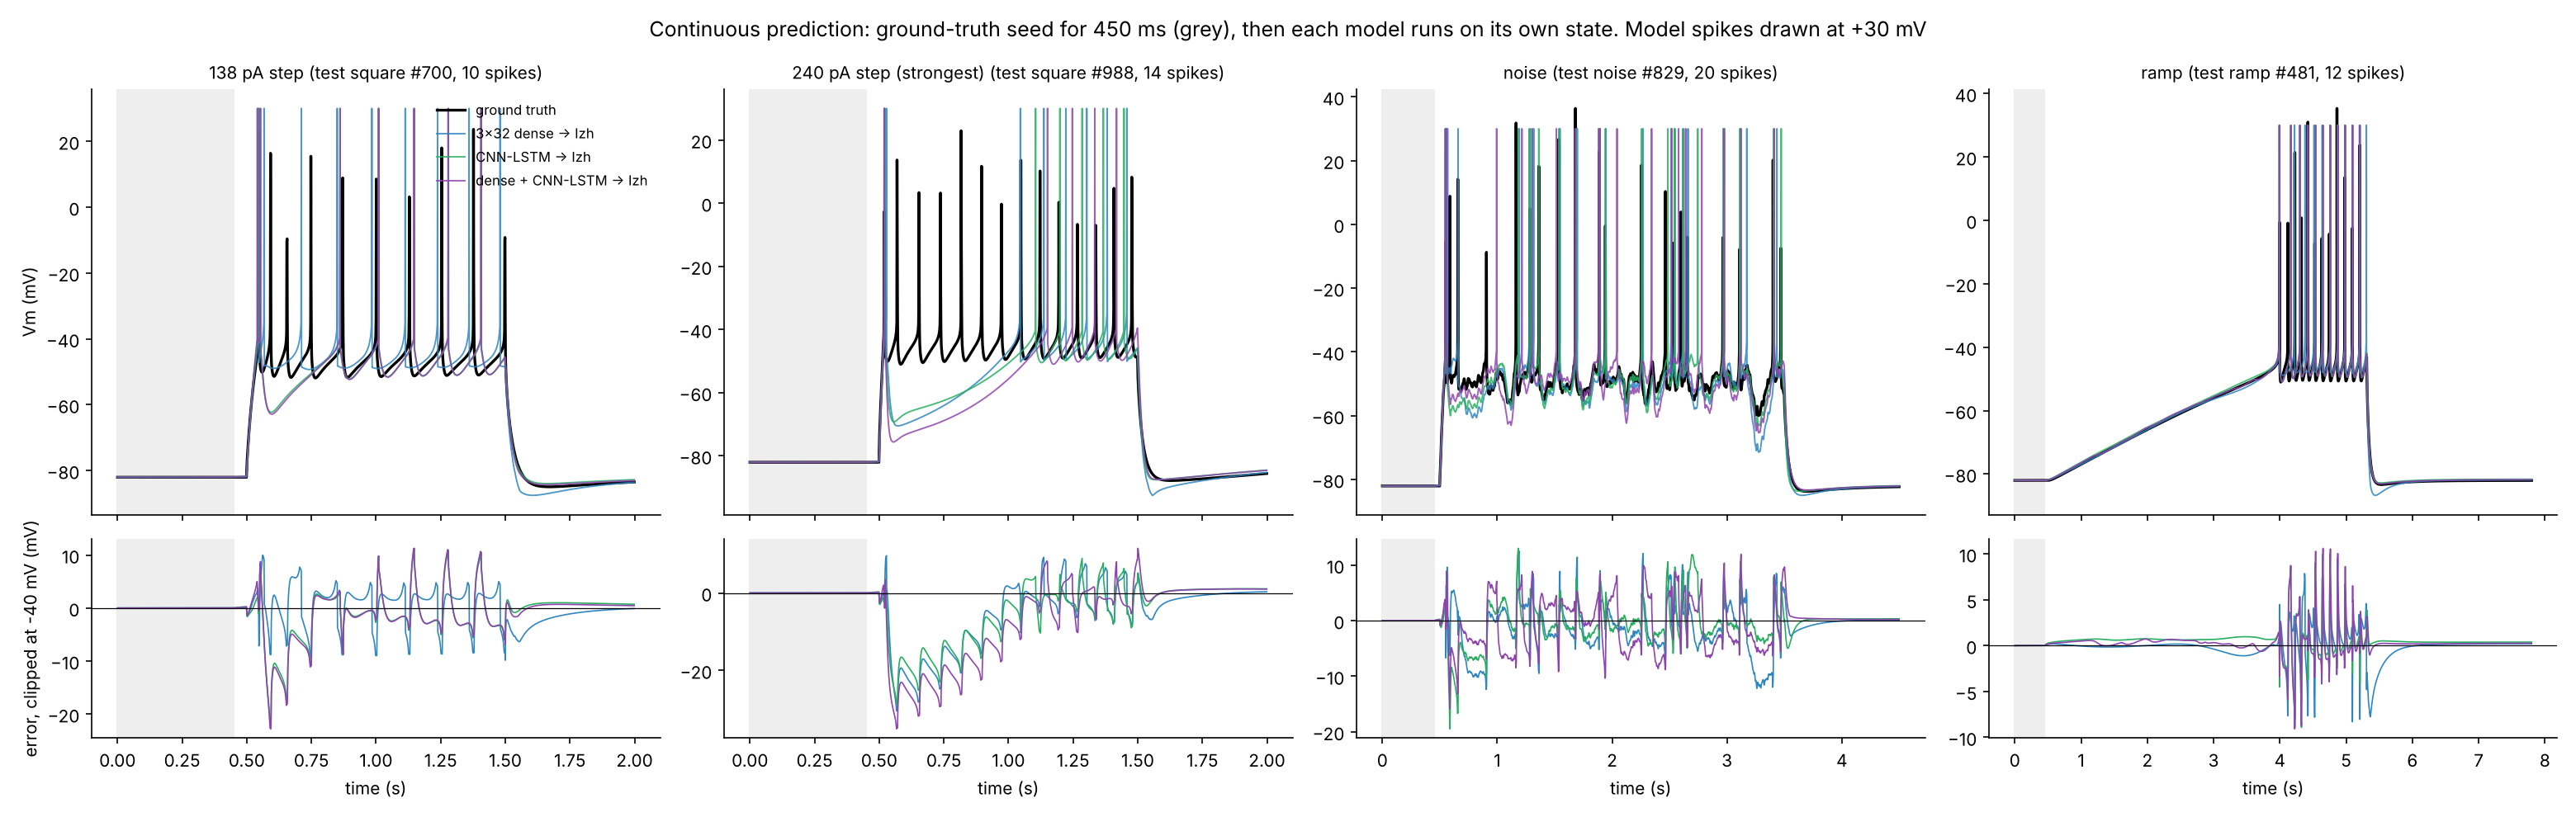 Continuous prediction: ground-truth seed for 450 ms (grey), then each model runs on its own state. Model spikes drawn at +30 mV
138 pA step (test square #700, 10 spikes)
240 pA step (strongest) (test square #988, 14 spikes)
noise (test noise #829, 20 spikes)
ramp (test ramp #481, 12 spikes)
ground truth
3×32 dense → Izh
CNN-LSTM → Izh
dense + CNN-LSTM → Izh
Vm (mV)
20
0
−20
−40
−60
−80
20
0
−20
−40
−60
−80
40
20
0
−20
−40
−60
−80
40
20
0
−20
−40
−60
−80
error, clipped at -40 mV (mV)
10
0
−10
−20
0
−20
10
0
−10
−20
10
5
0
−5
−10
0.00 0.25 0.50 0.75 1.00 1.25 1.50 1.75 2.00
0.00 0.25 0.50 0.75 1.00 1.25 1.50 1.75 2.00
0 1 2 3 4
0 1 2 3 4 5 6 7 8
time (s)
time (s)
time (s)
time (s)